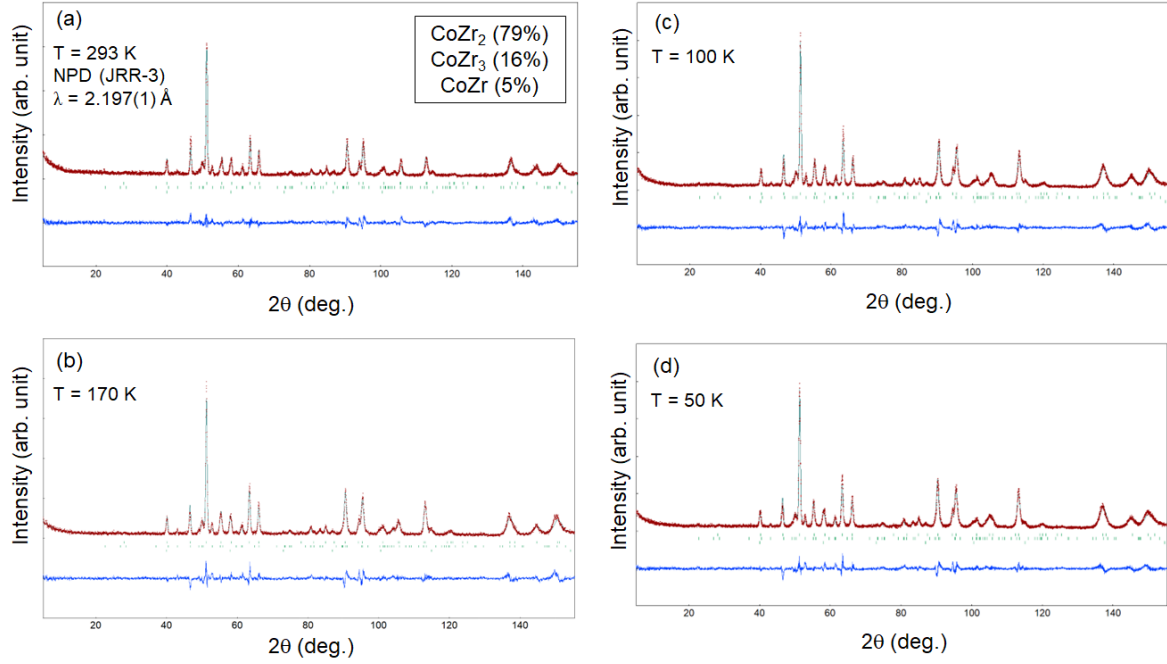 (a)
T = 293 K
NPD (JRR-3)
λ = 2.197(1) Å
CoZr₂ (79%)
CoZr₃ (16%)
CoZr (5%)
Intensity (arb. unit)
20 40 60 80 100 120 140
2θ (deg.)
(c)
T = 100 K
Intensity (arb. unit)
20 40 60 80 100 120 140
2θ (deg.)
(b)
T = 170 K
Intensity (arb. unit)
20 40 60 80 100 120 140
2θ (deg.)
(d)
T = 50 K
Intensity (arb. unit)
20 40 60 80 100 120 140
2θ (deg.)